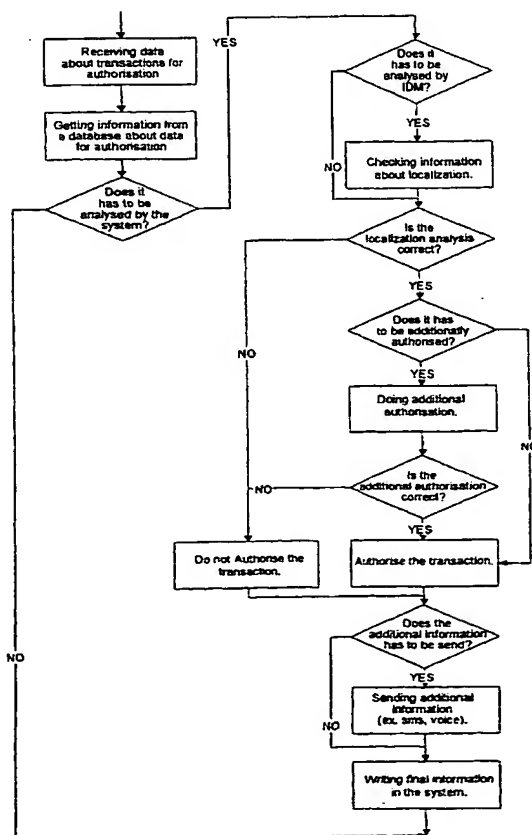 Receiving data
about transactions for
authorisation
Getting information from
a database about data
for authorisation
Does it
has to be
analysed by the
system?
YES
NO
Does it
has to be
analysed by
IDM?
YES
NO
Checking information
about localization.
Is the
localization analysis
correct?
YES
NO
Does it has
to be additionally
authorised?
YES
NO
Doing additional
authorisation.
Is the
additional authorisation
correct?
NO
YES
Do not Authorise the
transaction.
Authorise the transaction.
Does the
additional information
has to be send?
YES
NO
Sending additional
information
(ex. sms, voice).
Writing final information
in the system.